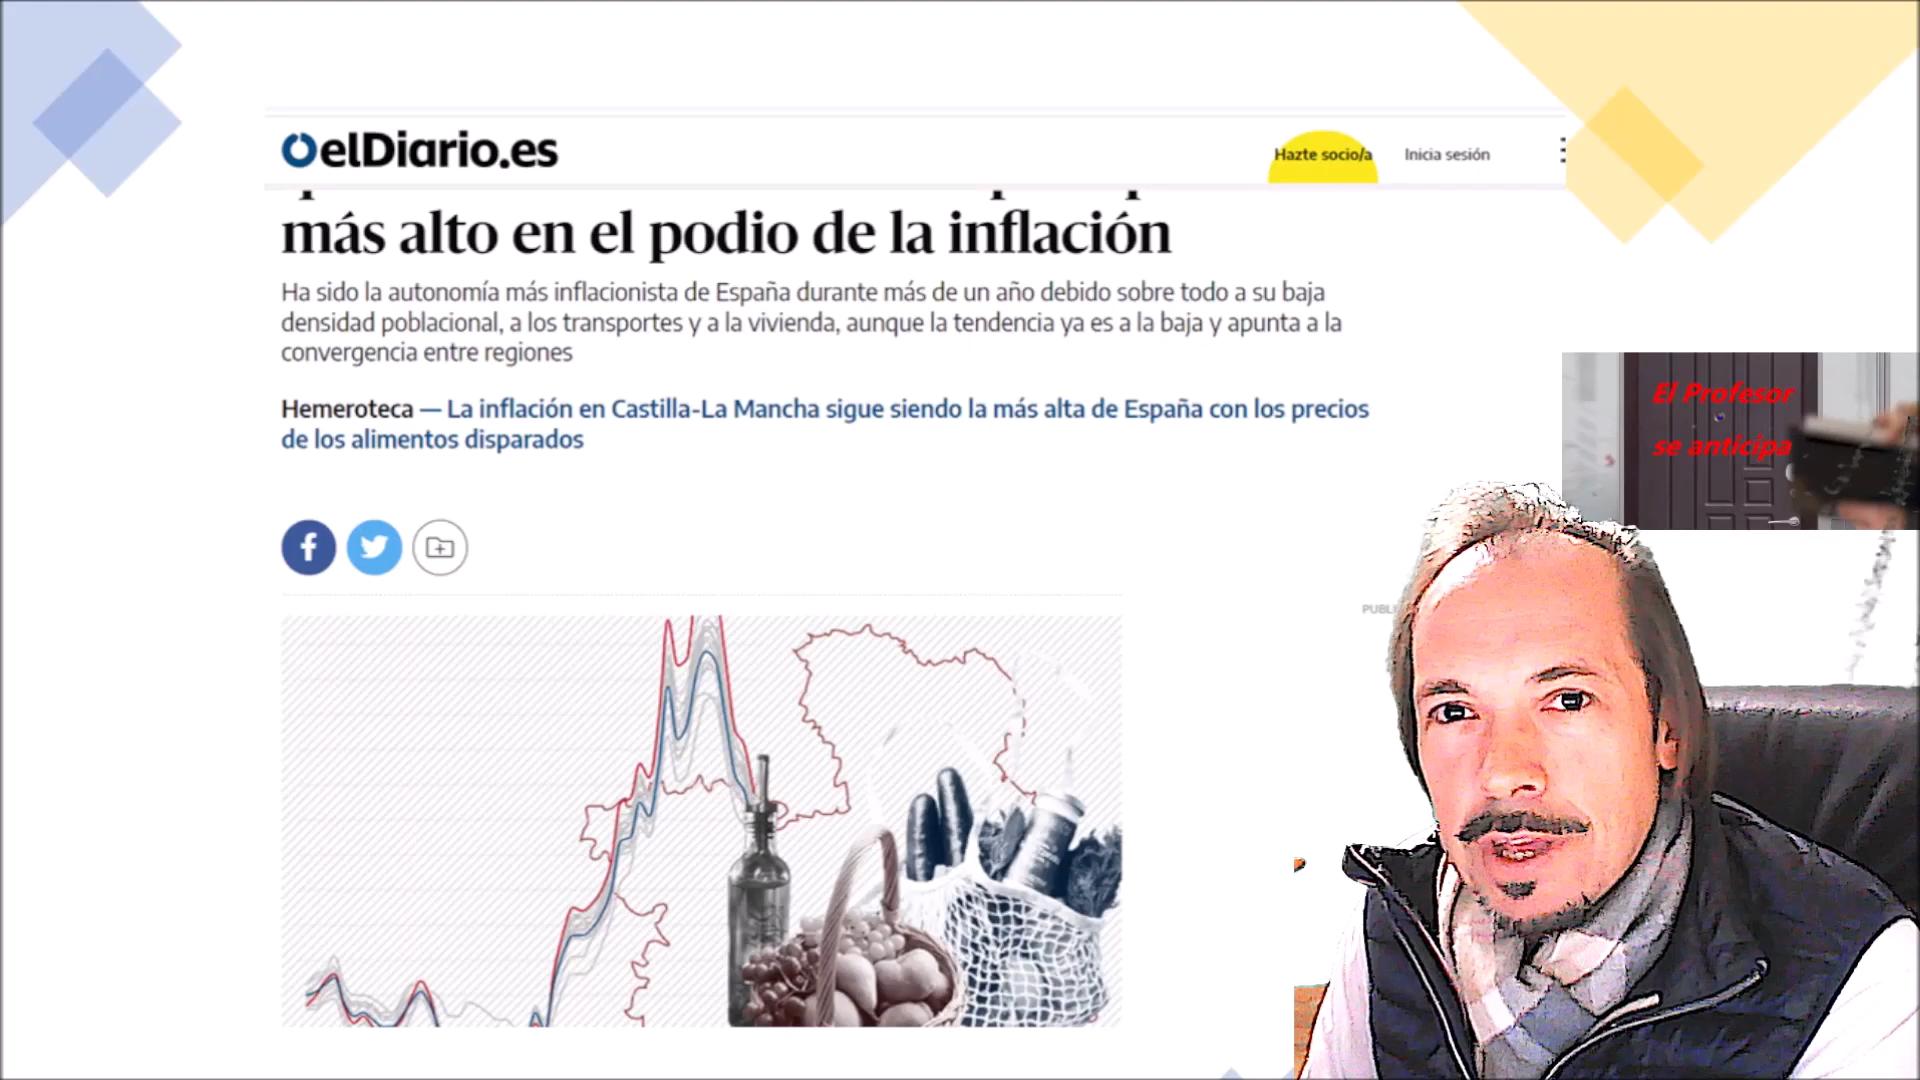 elDiario.es
Hazte socio/a
Inicia sesión
más alto en el podio de la inflación
Ha sido la autonomía más inflacionista de España durante más de un año debido sobre todo a su baja
densidad poblacional, a los transportes y a la vivienda, aunque la tendencia ya es a la baja y apunta a la
convergencia entre regiones
Hemeroteca — La inflación en Castilla-La Mancha sigue siendo la más alta de España con los precios
de los alimentos disparados
El Profesor
se anticipa
PUBLI